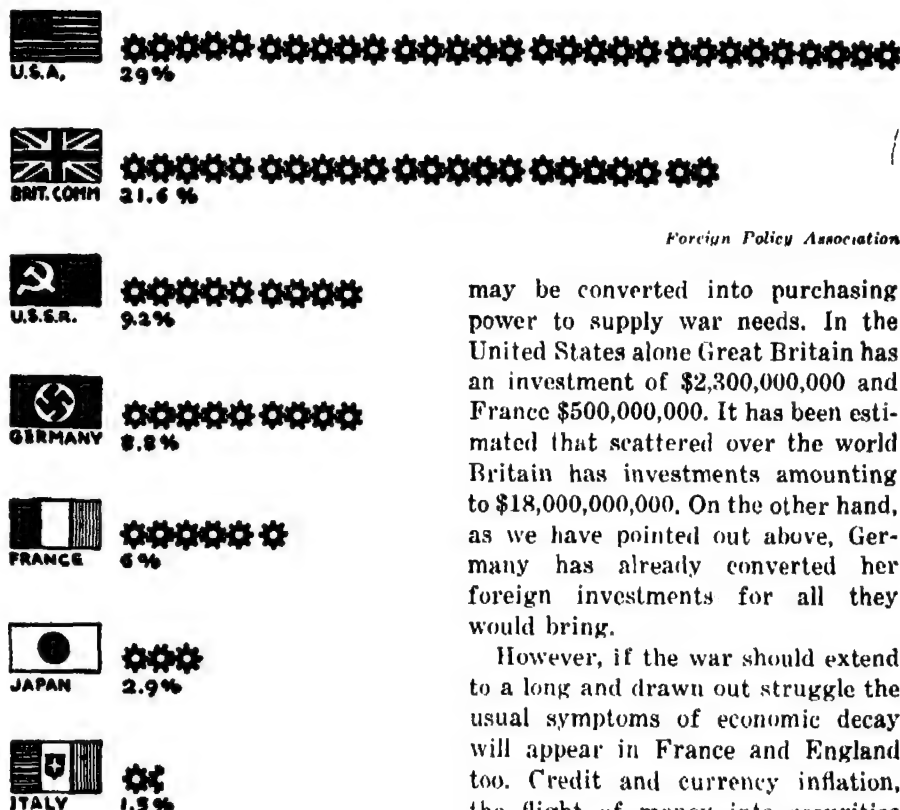 U.S.A.
29%
BRIT. COMM
21.6 %
Foreign Policy Association
U.S.S.R.
9.2%
GERMANY
8.8%
FRANCE
6%
JAPAN
2.9%
ITALY
1.5%
may be converted into purchasing
power to supply war needs. In the
United States alone Great Britain has
an investment of $2,300,000,000 and
France $500,000,000. It has been esti-
mated that scattered over the world
Britain has investments amounting
to $18,000,000,000. On the other hand,
as we have pointed out above, Ger-
many has already converted her
foreign investments for all they
would bring.
However, if the war should extend
to a long and drawn out struggle the
usual symptoms of economic decay
will appear in France and England
too. Credit and currency inflation,
the flight of money into securities